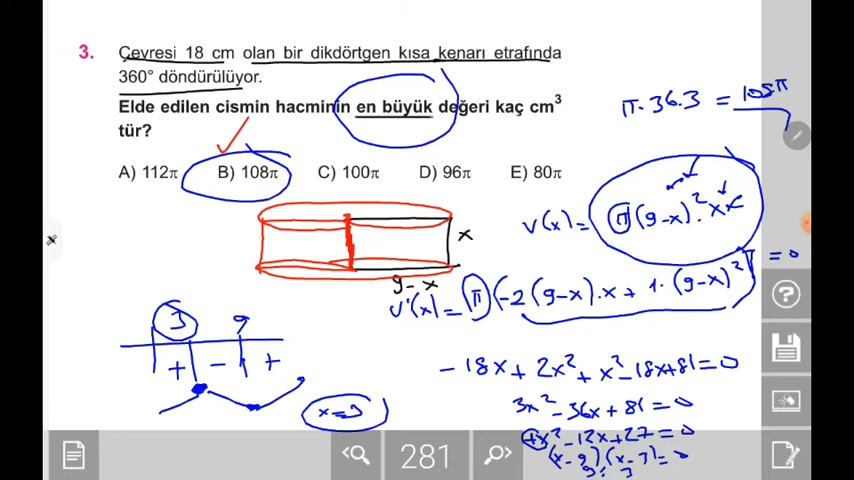 3. Çevresi 18 cm olan bir dikdörtgen kısa kenarı etrafında
360° döndürülüyor.
Elde edilen cismin hacminin en büyük değeri kaç cm³
tür?
A) 112π B) 108π C) 100π D) 96π E) 80π
π·36·3 = 108π
V(x) = π(9-x)²·x
x
9-x
V'(x) = π(-2(9-x)·x + 1·(9-x)²) = 0
-18x + 2x² + x² - 18x + 81 = 0
3x² - 36x + 81 = 0
x² - 12x + 27 = 0
(x-9)(x-3) = 0
9 3
3 9
+ - +
x=3
281